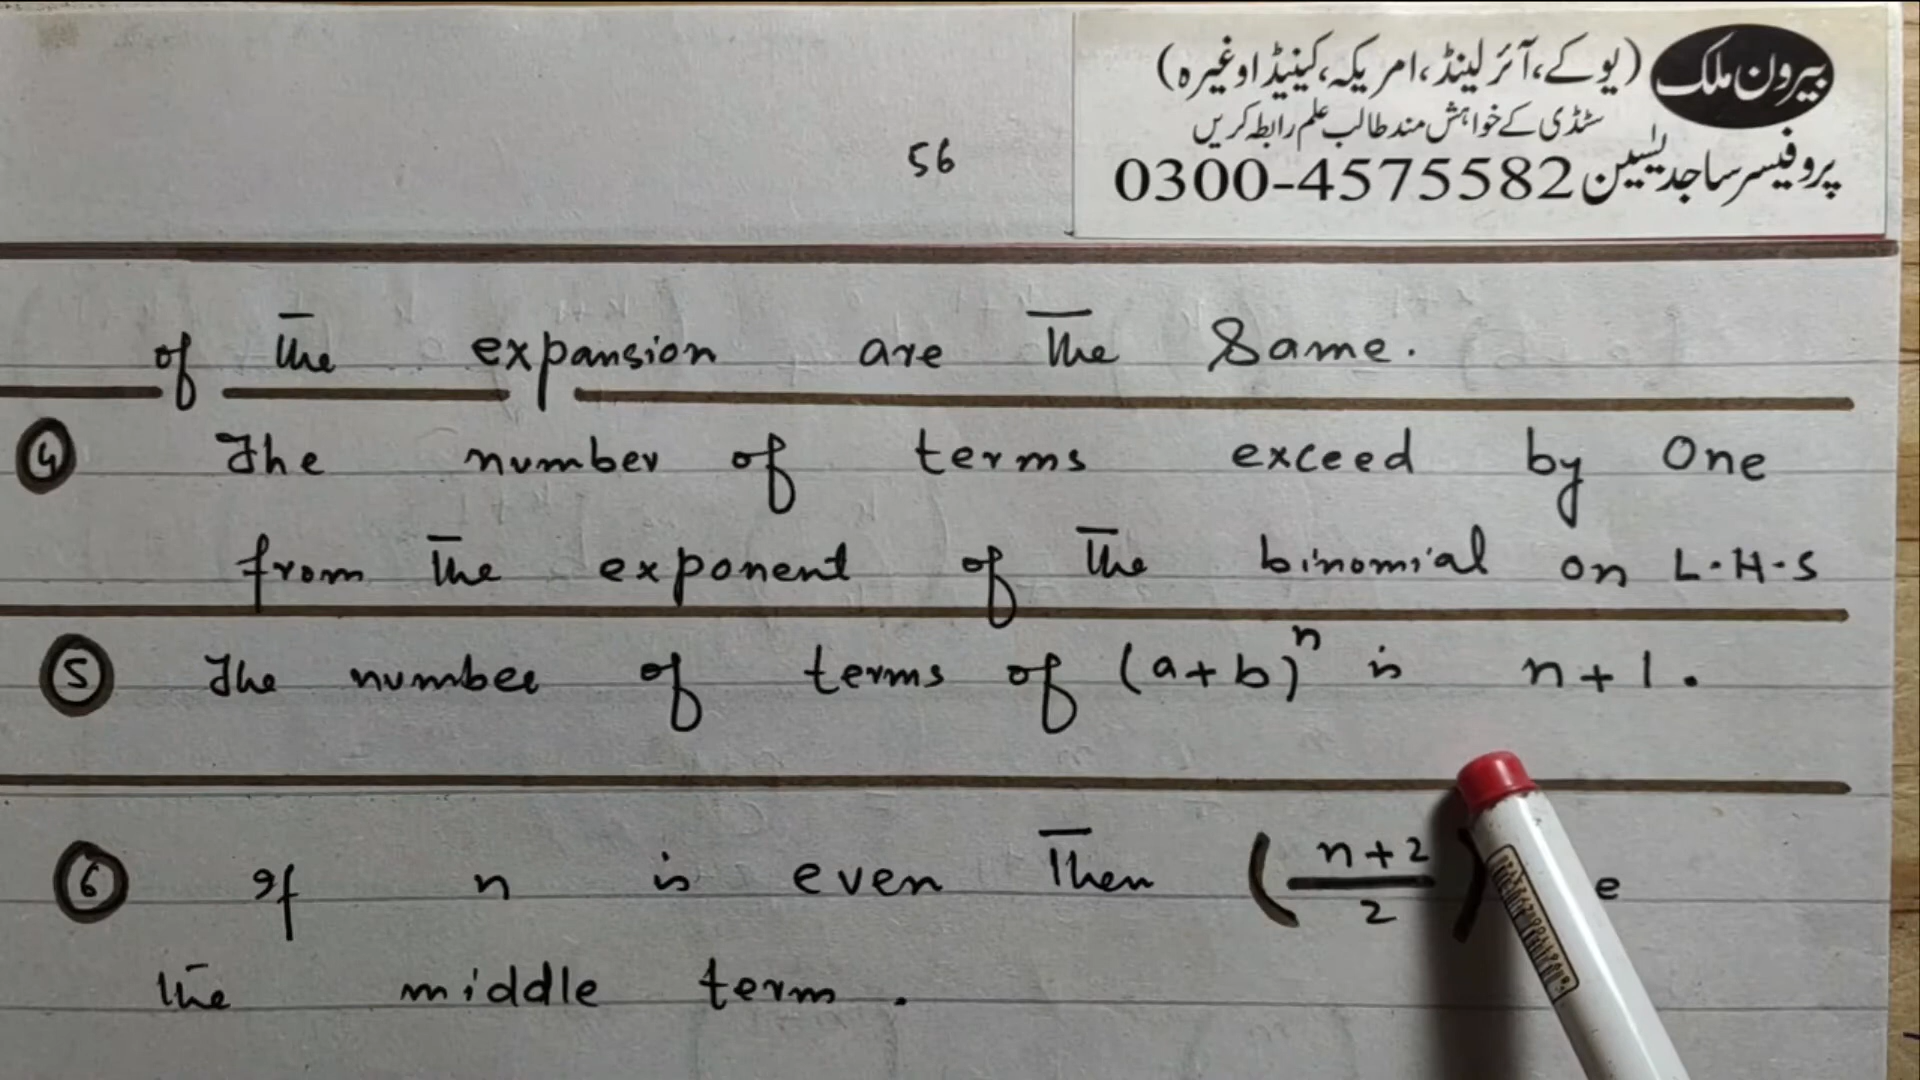 بیرون ملک (یوکے، آئرلینڈ، امریکہ، کینیڈا وغیرہ)
سٹڈی کے خواہش مند طالب علم رابطہ کریں
پروفیسر ساجد یٰسین 0300-4575582
56
of the expansion are the same.
4 The number of terms exceed by one
from the exponent of the binomial on L.H.S
5 The number of terms of (a+b)ⁿ is n+1.
6 If n is even Then (n+2/2) e
the middle term.